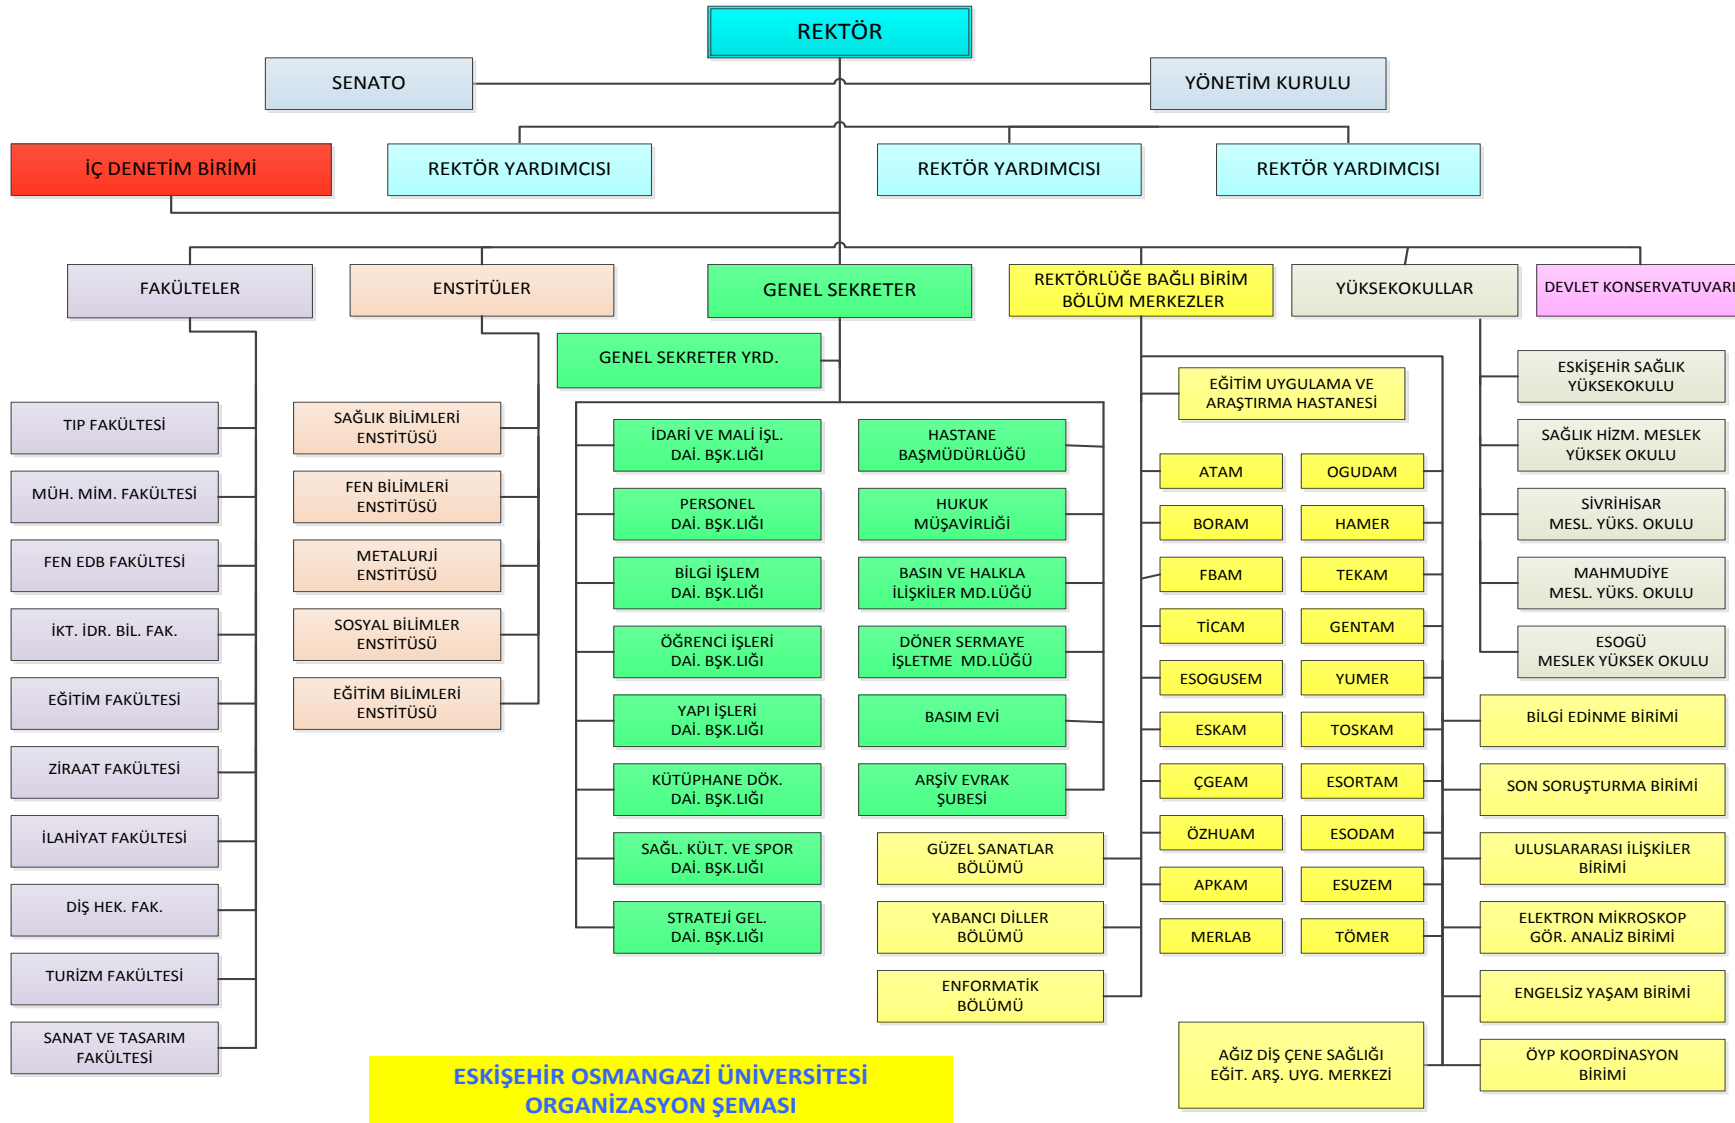 REKTÖR
SENATO
YÖNETİM KURULU
İÇ DENETİM BİRİMİ
REKTÖR YARDIMCISI
REKTÖR YARDIMCISI
REKTÖR YARDIMCISI
FAKÜLTELER
ENSTİTÜLER
GENEL SEKRETER
REKTÖRLÜĞE BAĞLI BİRİM
BÖLÜM MERKEZLER
YÜKSEKOKULLAR
DEVLET KONSERVATUVARI
TIP FAKÜLTESİ
MÜH. MİM. FAKÜLTESİ
FEN EDB FAKÜLTESİ
İKT. İDR. BİL. FAK.
EĞİTİM FAKÜLTESİ
ZİRAAT FAKÜLTESİ
İLAHİYAT FAKÜLTESİ
DİŞ HEK. FAK.
TURİZM FAKÜLTESİ
SANAT VE TASARIM
FAKÜLTESİ
SAĞLIK BİLİMLERİ
ENSTİTÜSÜ
FEN BİLİMLERİ
ENSTİTÜSÜ
METALURJİ
ENSTİTÜSÜ
SOSYAL BİLİMLER
ENSTİTÜSÜ
EĞİTİM BİLİMLERİ
ENSTİTÜSÜ
GENEL SEKRETER YRD.
İDARİ VE MALİ İŞL.
DAİ. BŞK.LIĞI
PERSONEL
DAİ. BŞK.LIĞI
BİLGİ İŞLEM
DAİ. BŞK.LIĞI
ÖĞRENCİ İŞLERİ
DAİ. BŞK.LIĞI
YAPI İŞLERİ
DAİ. BŞK.LIĞI
KÜTÜPHANE DÖK.
DAİ. BŞK.LIĞI
SAĞL. KÜLT. VE SPOR
DAİ. BŞK.LIĞI
STRATEJİ GEL.
DAİ. BŞK.LIĞI
HASTANE
BAŞMÜDÜRLÜĞÜ
HUKUK
MÜŞAVİRLİĞİ
BASIN VE HALKLA
İLİŞKİLER MD.LÜĞÜ
DÖNER SERMAYE
İŞLETME MD.LÜĞÜ
BASIM EVİ
ARŞİV EVRAK
ŞUBESİ
GÜZEL SANATLAR
BÖLÜMÜ
YABANCI DİLLER
BÖLÜMÜ
ENFORMATİK
BÖLÜMÜ
EĞİTİM UYGULAMA VE
ARAŞTIRMA HASTANESİ
ATAM
BORAM
FBAM
TİCAM
ESOGUSEM
ESKAM
ÇGEAM
ÖZHUAM
APKAM
MERLAB
OGUDAM
HAMER
TEKAM
GENTAM
YUMER
TOSKAM
ESORTAM
ESODAM
ESUZEM
TÖMER
AĞIZ DİŞ ÇENE SAĞLIĞI
EĞİT. ARŞ. UYG. MERKEZİ
ESKİŞEHİR SAĞLIK
YÜKSEKOKULU
SAĞLIK HİZM. MESLEK
YÜKSEK OKULU
SİVRİHİSAR
MESL. YÜKS. OKULU
MAHMUDİYE
MESL. YÜKS. OKULU
ESOGÜ
MESLEK YÜKSEK OKULU
BİLGİ EDİNME BİRİMİ
SON SORUŞTURMA BİRİMİ
ULUSLARARASI İLİŞKİLER
BİRİMİ
ELEKTRON MİKROSKOP
GÖR. ANALİZ BİRİMİ
ENGELSİZ YAŞAM BİRİMİ
ÖYP KOORDİNASYON
BİRİMİ
ESKİŞEHİR OSMANGAZİ ÜNİVERSİTESİ
ORGANİZASYON ŞEMASI